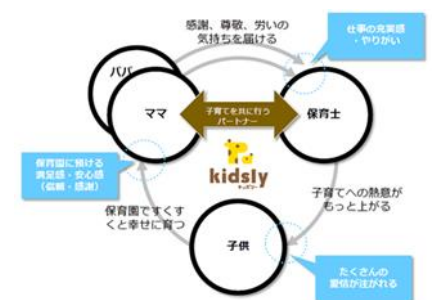 感謝、尊敬、労いの
気持ちを届ける
仕事の充実感
・やりがい
パパ
ママ
子育てを共に行う
パートナー
保育士
保育園に預ける
満足感・安心感
（信頼・感謝）
kidsly
キッズリー
保育園ですくす
くと幸せに育つ
子育てへの熱意が
もっと上がる
子供
たくさんの
愛情が注がれる